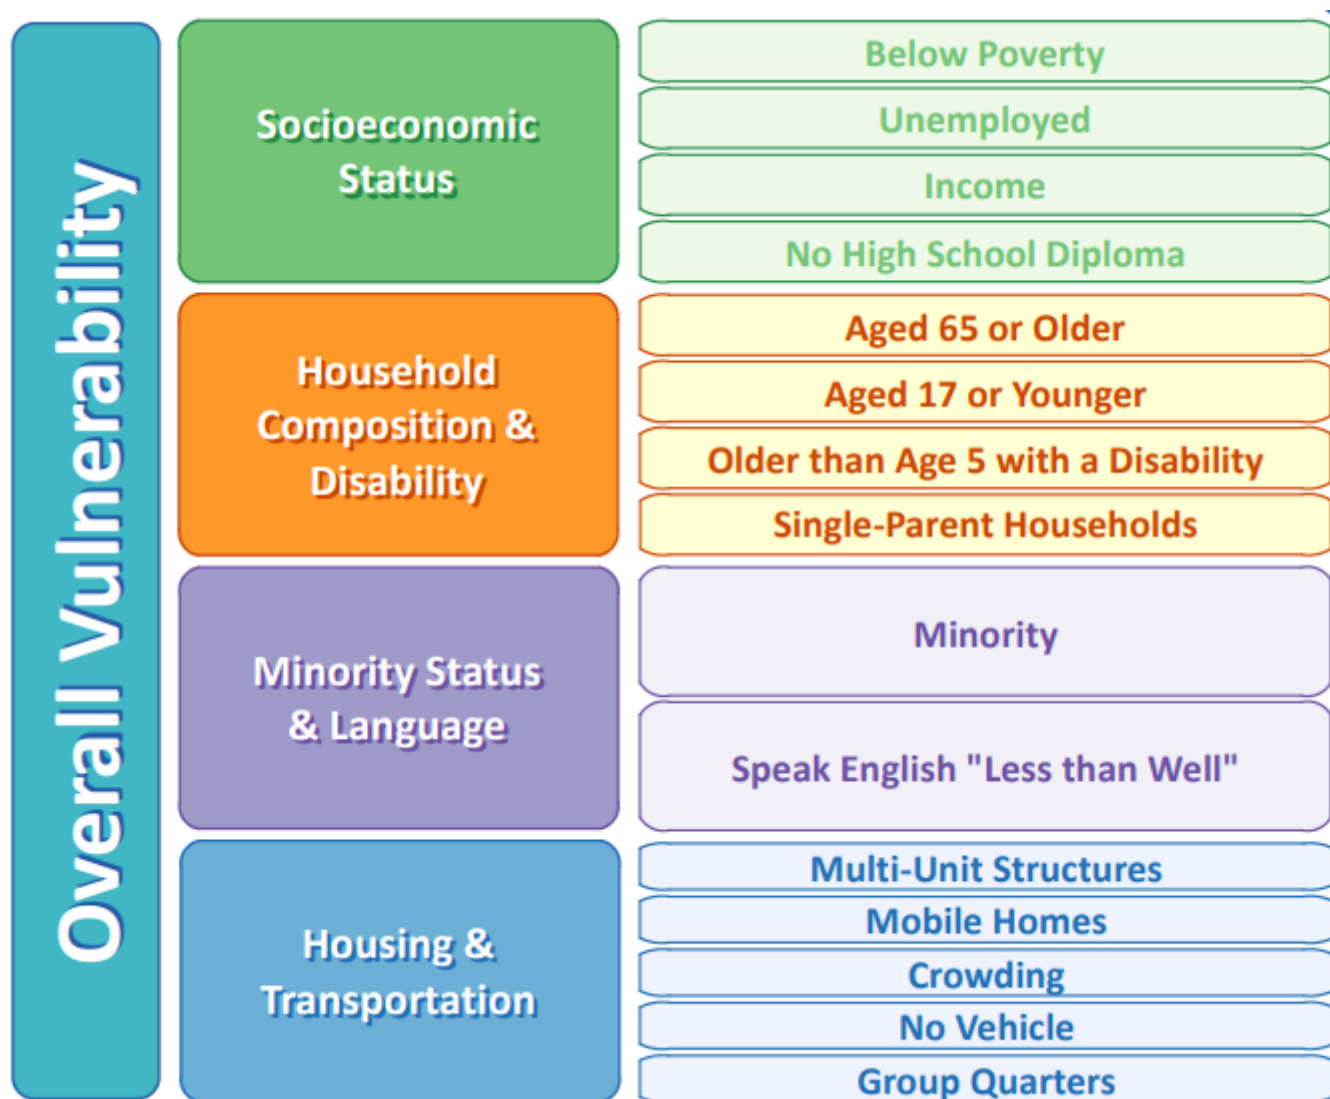 Overall Vulnerability
Socioeconomic
Status
Below Poverty
Unemployed
Income
No High School Diploma
Household
Composition &
Disability
Aged 65 or Older
Aged 17 or Younger
Older than Age 5 with a Disability
Single-Parent Households
Minority Status
& Language
Minority
Speak English "Less than Well"
Housing &
Transportation
Multi-Unit Structures
Mobile Homes
Crowding
No Vehicle
Group Quarters